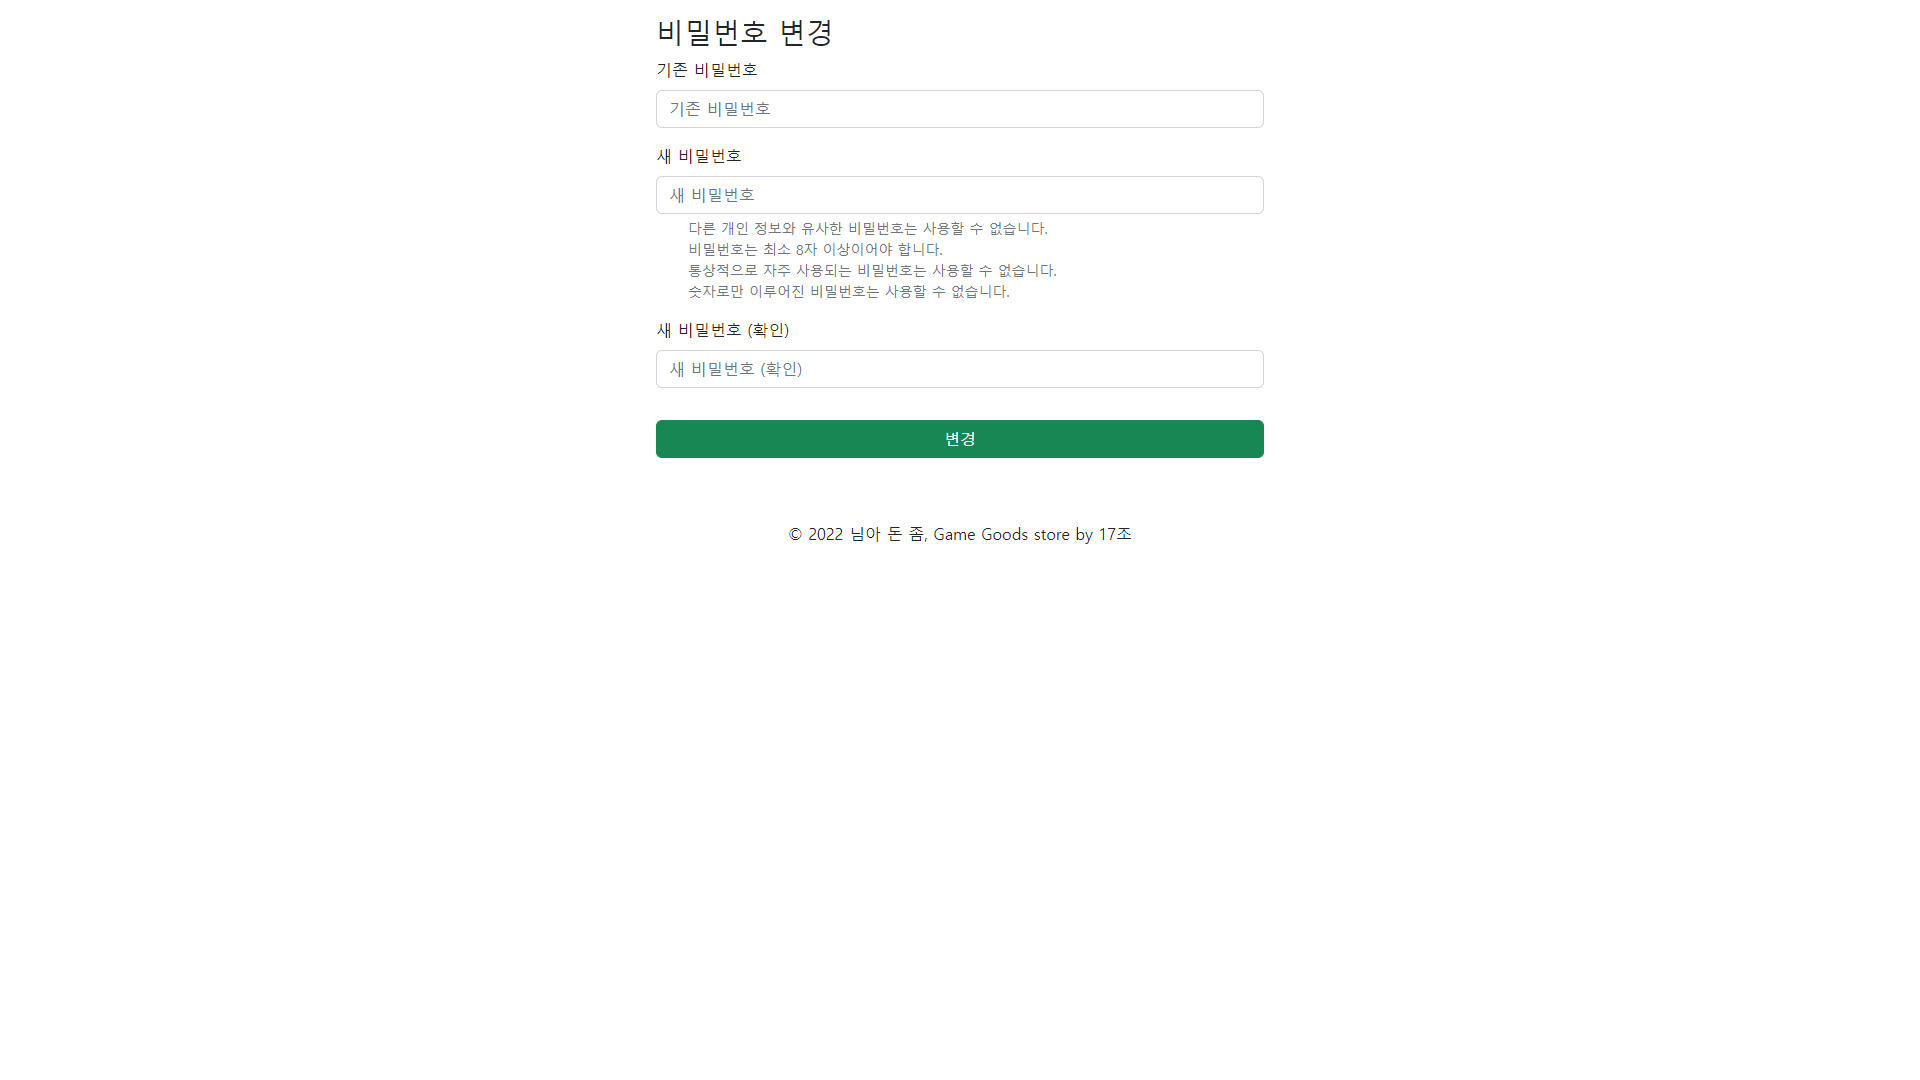 비밀번호 변경
기존 비밀번호
기존 비밀번호
새 비밀번호
새 비밀번호
다른 개인 정보와 유사한 비밀번호는 사용할 수 없습니다.
비밀번호는 최소 8자 이상이어야 합니다.
통상적으로 자주 사용되는 비밀번호는 사용할 수 없습니다.
숫자로만 이루어진 비밀번호는 사용할 수 없습니다.
새 비밀번호 (확인)
새 비밀번호 (확인)
변경
© 2022 님아 돈 좀, Game Goods store by 17조